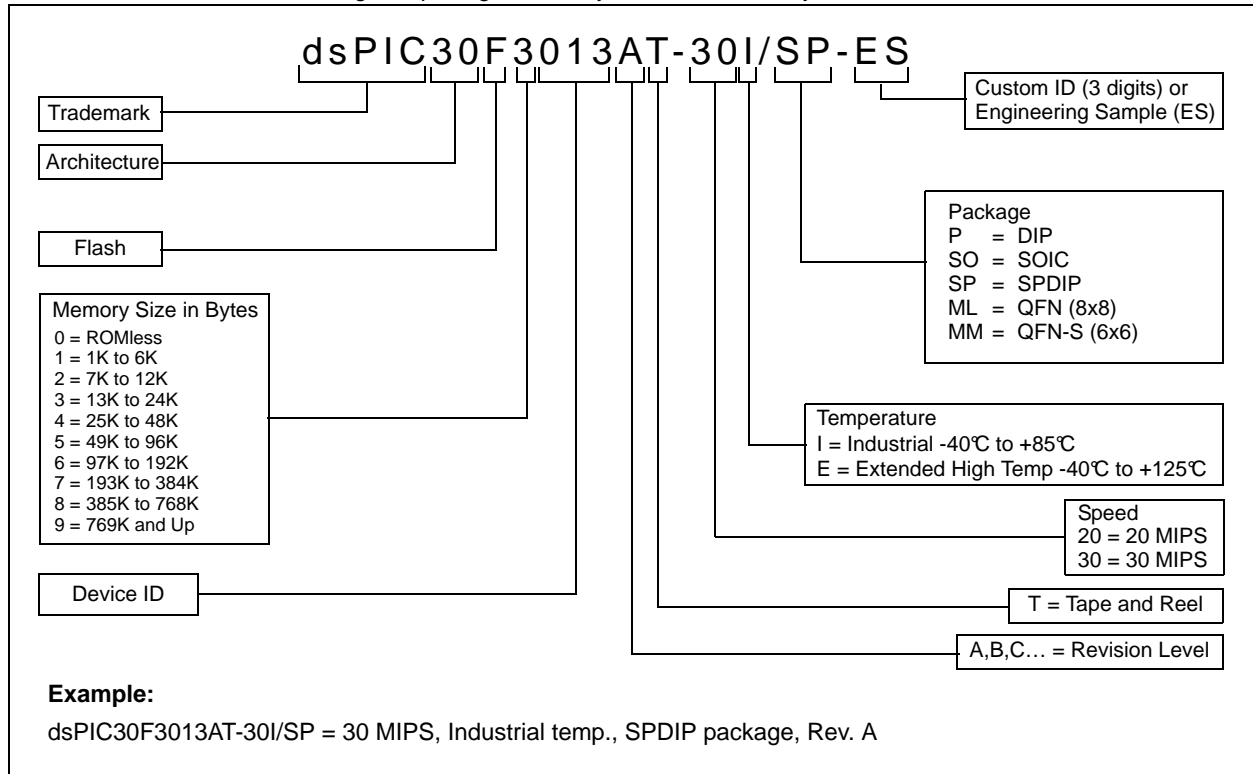 dsPIC30F3013AT-30I/SP-ES
Trademark
Architecture
Flash
Memory Size in Bytes
0 = ROMless
1 = 1K to 6K
2 = 7K to 12K
3 = 13K to 24K
4 = 25K to 48K
5 = 49K to 96K
6 = 97K to 192K
7 = 193K to 384K
8 = 385K to 768K
9 = 769K and Up
Device ID
Custom ID (3 digits) or
Engineering Sample (ES)
Package
P = DIP
SO = SOIC
SP = SPDIP
ML = QFN (8x8)
MM = QFN-S (6x6)
Temperature
I = Industrial -40°C to +85°C
E = Extended High Temp -40°C to +125°C
Speed
20 = 20 MIPS
30 = 30 MIPS
T = Tape and Reel
A,B,C… = Revision Level
Example:
dsPIC30F3013AT-30I/SP = 30 MIPS, Industrial temp., SPDIP package, Rev. A